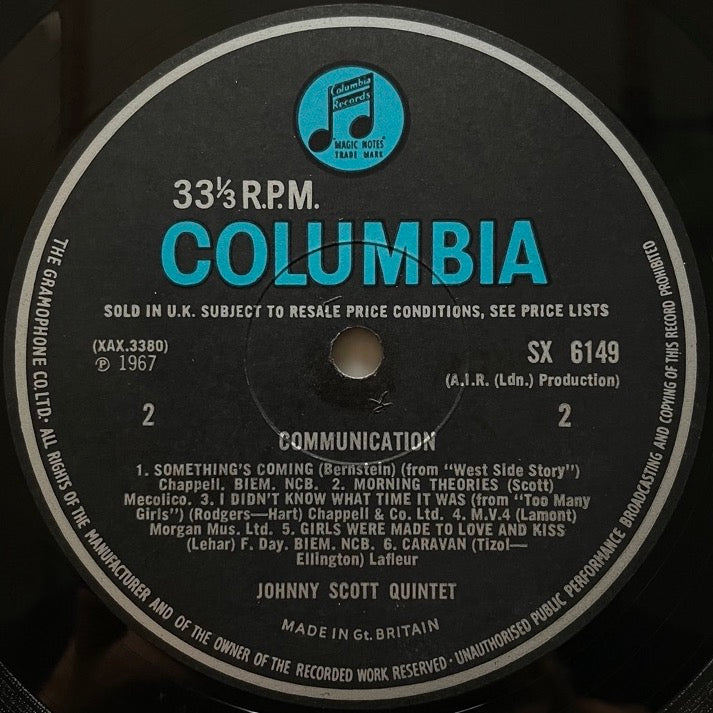 Columbia
Records
MAGIC NOTES
TRADE MARK
33⅓ R.P.M.
COLUMBIA
SOLD IN U.K. SUBJECT TO RESALE PRICE CONDITIONS, SEE PRICE LISTS
(XAX.3380)
Ⓟ 1967
SX 6149
(A.I.R. (Ldn.) Production)
2
2
COMMUNICATION
1. SOMETHING'S COMING (Bernstein) (from "West Side Story")
Chappell. BIEM. NCB. 2. MORNING THEORIES (Scott)
Mecolico. 3. I DIDN'T KNOW WHAT TIME IT WAS (from "Too Many
Girls") (Rodgers—Hart) Chappell & Co. Ltd. 4. M.V.4 (Lamont)
Morgan Mus. Ltd. 5. GIRLS WERE MADE TO LOVE AND KISS
(Lehar) F. Day. BIEM. NCB. 6. CARAVAN (Tizol—
Ellington) Lafleur
JOHNNY SCOTT QUINTET
MADE IN Gt. BRITAIN
THE GRAMOPHONE CO. LTD. · ALL RIGHTS OF THE MANUFACTURER AND OF THE OWNER OF THE RECORDED WORK RESERVED · UNAUTHORISED PUBLIC PERFORMANCE BROADCASTING AND COPYING OF THIS RECORD PROHIBITED